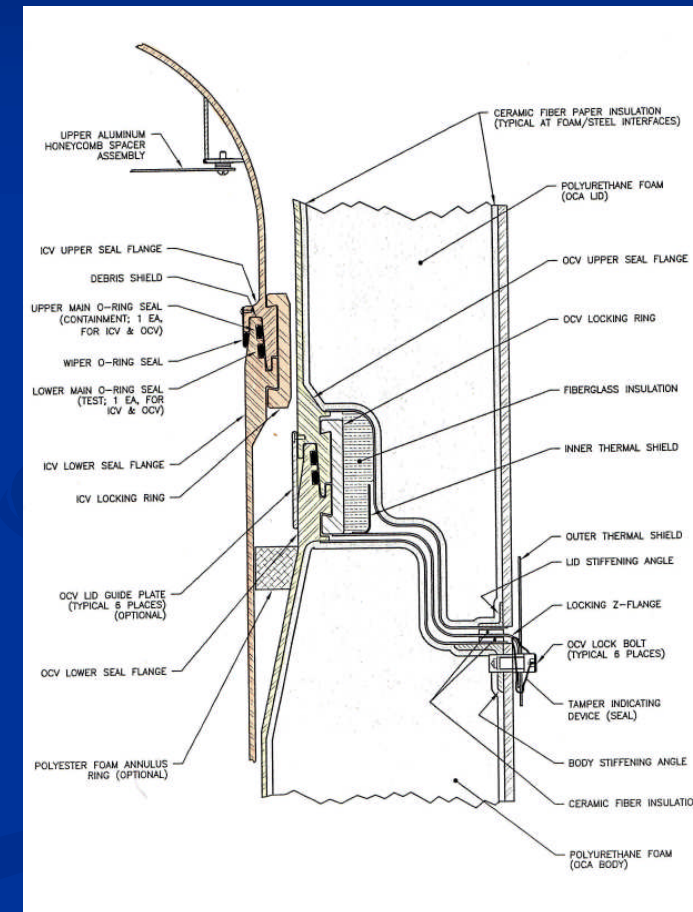 UPPER ALUMINUM
HONEYCOMB SPACER
ASSEMBLY
ICV UPPER SEAL FLANGE
DEBRIS SHIELD
UPPER MAIN O-RING SEAL
(CONTAINMENT; 1 EA,
FOR ICV & OCV)
WIPER O-RING SEAL
LOWER MAIN O-RING SEAL
(TEST; 1 EA, FOR
ICV & OCV)
ICV LOWER SEAL FLANGE
ICV LOCKING RING
OCV LID GUIDE PLATE
(TYPICAL 6 PLACES)
(OPTIONAL)
OCV LOWER SEAL FLANGE
POLYESTER FOAM ANNULUS
RING (OPTIONAL)
CERAMIC FIBER PAPER INSULATION
(TYPICAL AT FOAM/STEEL INTERFACES)
POLYURETHANE FOAM
(OCA LID)
OCV UPPER SEAL FLANGE
OCV LOCKING RING
FIBERGLASS INSULATION
INNER THERMAL SHIELD
OUTER THERMAL SHIELD
LID STIFFENING ANGLE
LOCKING Z-FLANGE
OCV LOCK BOLT
(TYPICAL 6 PLACES)
TAMPER INDICATING
DEVICE (SEAL)
BODY STIFFENING ANGLE
CERAMIC FIBER INSULATIO
POLYURETHANE FOAM
(OCA BODY)